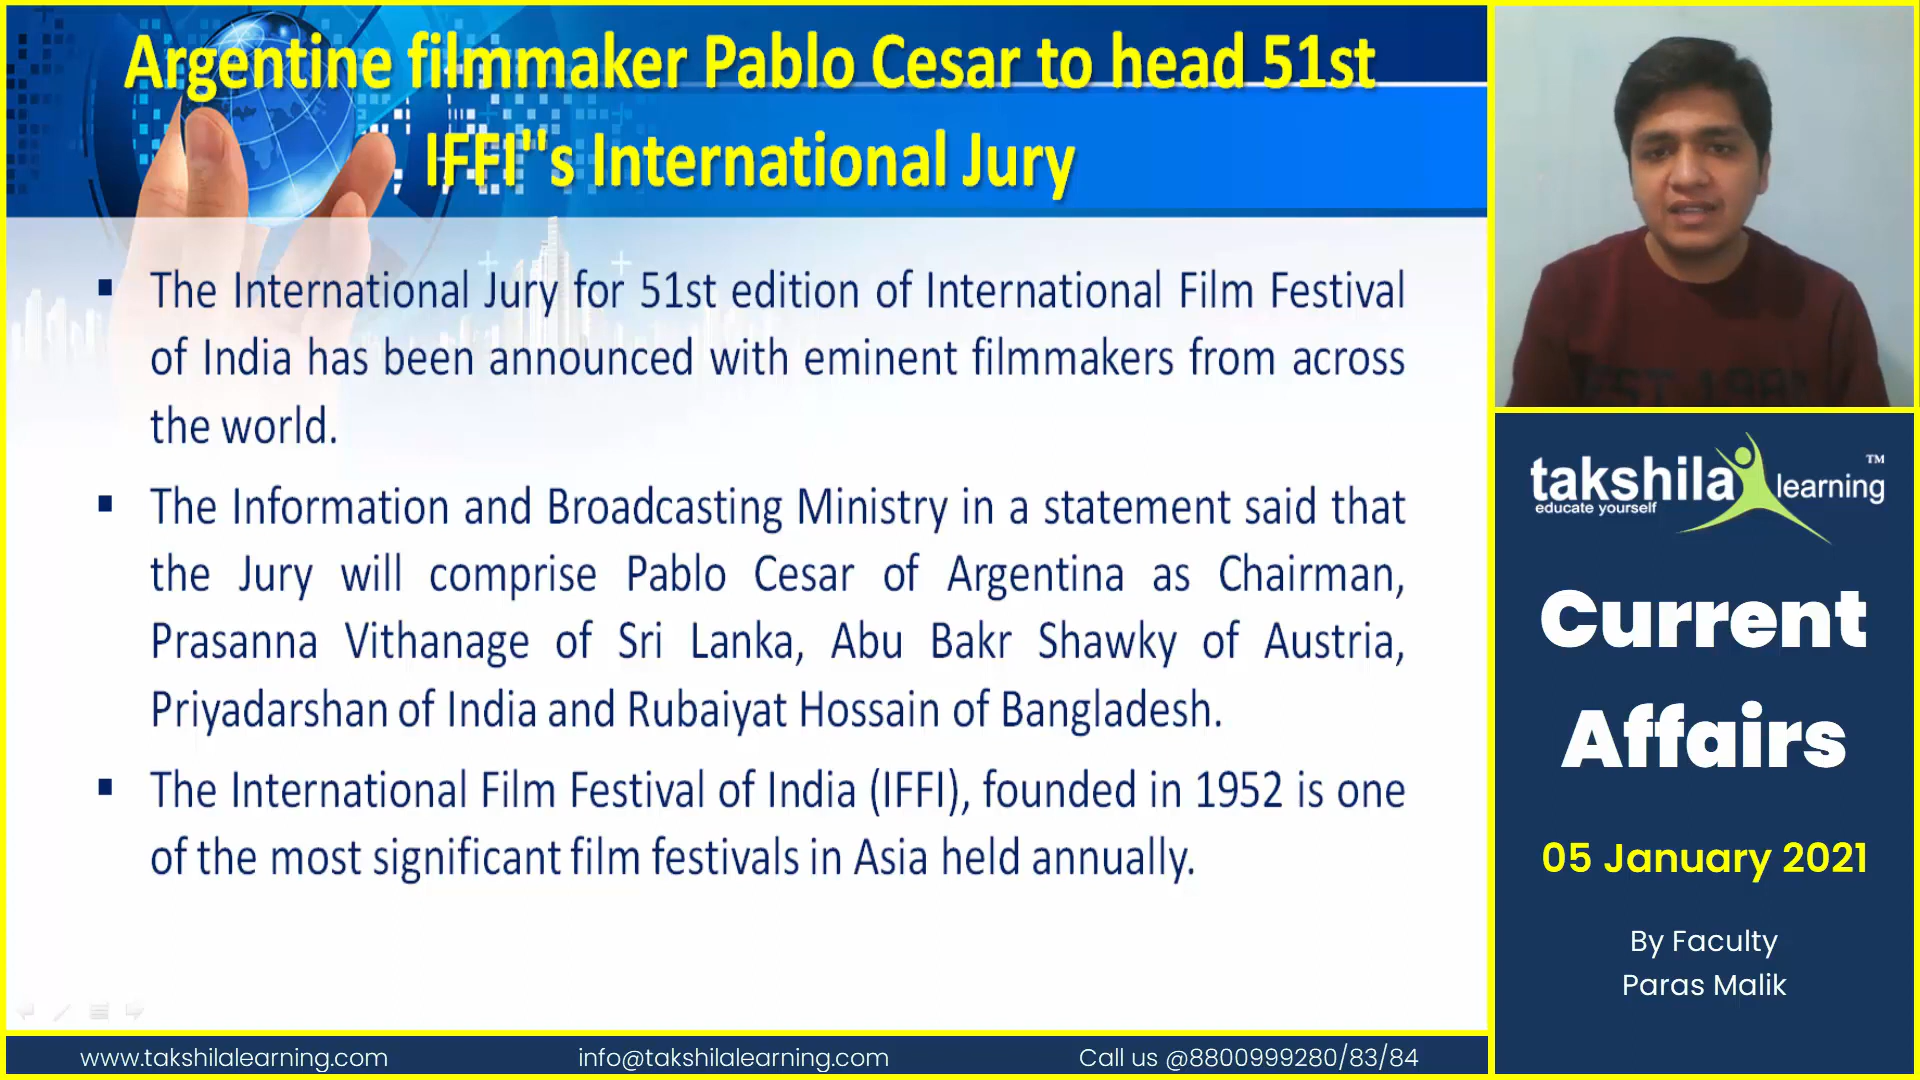 Argentine filmmaker Pablo Cesar to head 51st
IFFI"s International Jury
▪ The International Jury for 51st edition of International Film Festival
of India has been announced with eminent filmmakers from across
the world.
▪ The Information and Broadcasting Ministry in a statement said that
the Jury will comprise Pablo Cesar of Argentina as Chairman,
Prasanna Vithanage of Sri Lanka, Abu Bakr Shawky of Austria,
Priyadarshan of India and Rubaiyat Hossain of Bangladesh.
▪ The International Film Festival of India (IFFI), founded in 1952 is one
of the most significant film festivals in Asia held annually.
takshila learning TM
educate yourself
Current
Affairs
05 January 2021
By Faculty
Paras Malik
www.takshilalearning.com info@takshilalearning.com Call us @8800999280/83/84